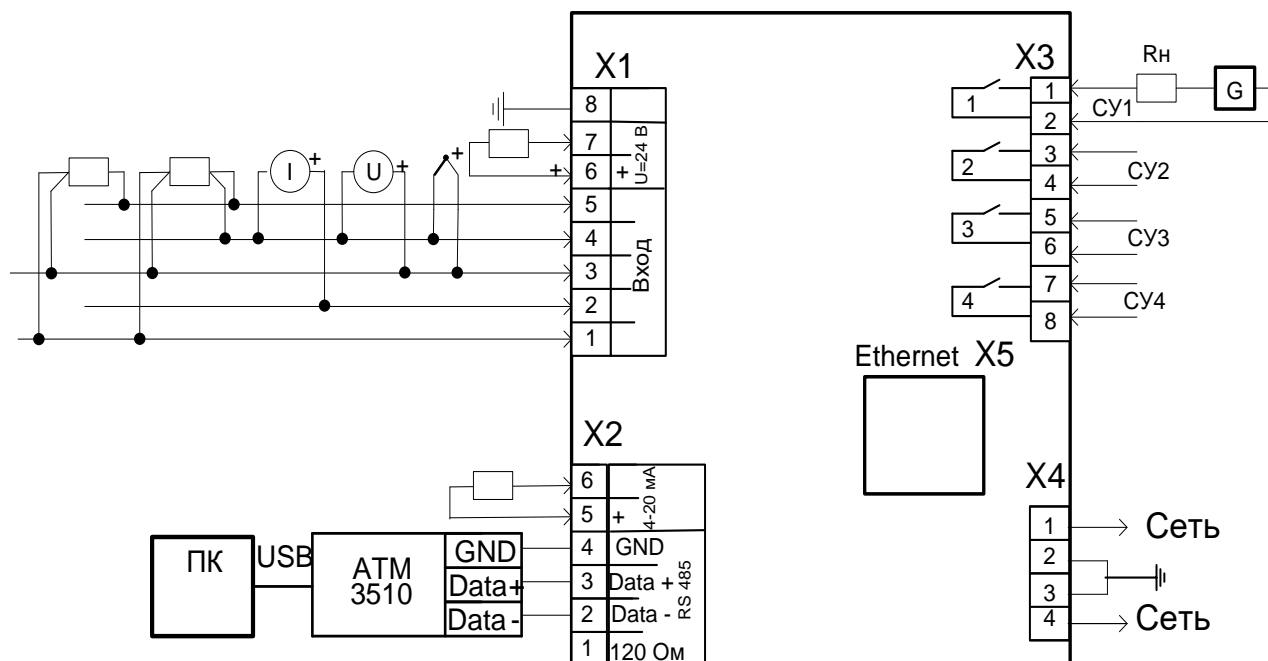 X1
8
7
6
+
U=24 В
5
4
3
2
1
Вход
+
I
+
U
+
+
X2
6
5
+
4-20 мА
4
GND
3
Data +
2
Data -
1
120 Ом
RS 485
ПК
USB
АТМ
3510
GND
Data+
Data-
X3
1
2
3
4
5
6
7
8
1
2
3
4
Rн
G
СУ1
СУ2
СУ3
СУ4
Ethernet X5
X4
1
2
3
4
Сеть
Сеть